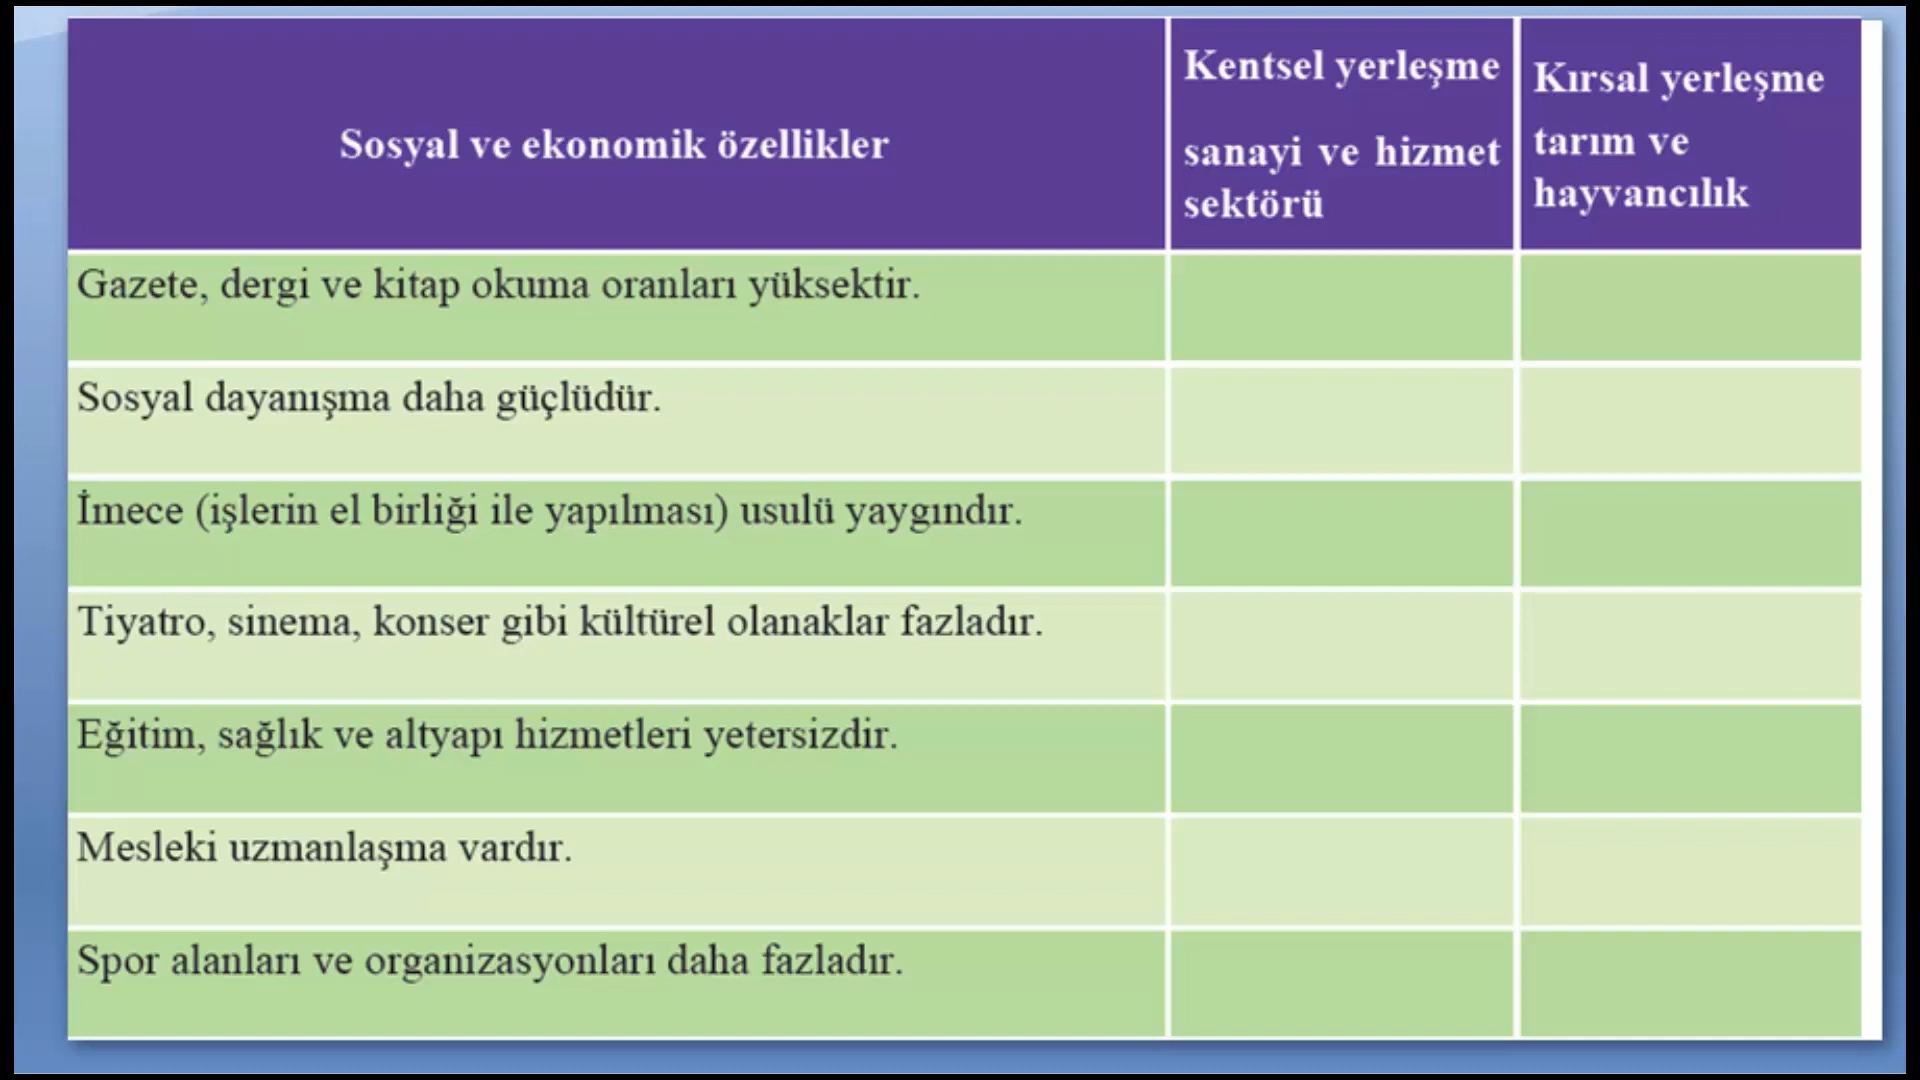 Sosyal ve ekonomik özellikler
Kentsel yerleşme
sanayi ve hizmet
sektörü
Kırsal yerleşme
tarım ve
hayvancılık
Gazete, dergi ve kitap okuma oranları yüksektir.
Sosyal dayanışma daha güçlüdür.
İmece (işlerin el birliği ile yapılması) usulü yaygındır.
Tiyatro, sinema, konser gibi kültürel olanaklar fazladır.
Eğitim, sağlık ve altyapı hizmetleri yetersizdir.
Mesleki uzmanlaşma vardır.
Spor alanları ve organizasyonları daha fazladır.